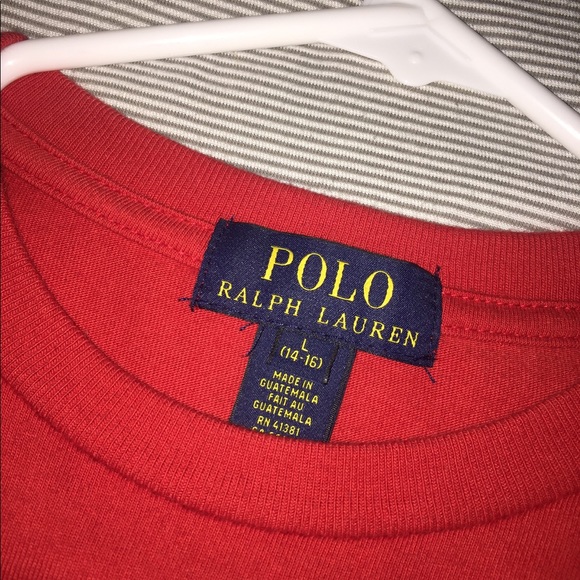 POLO
RALPH LAUREN
L
(14-16)
MADE IN
GUATEMALA
FAIT AU
GUATEMALA
RN 41381